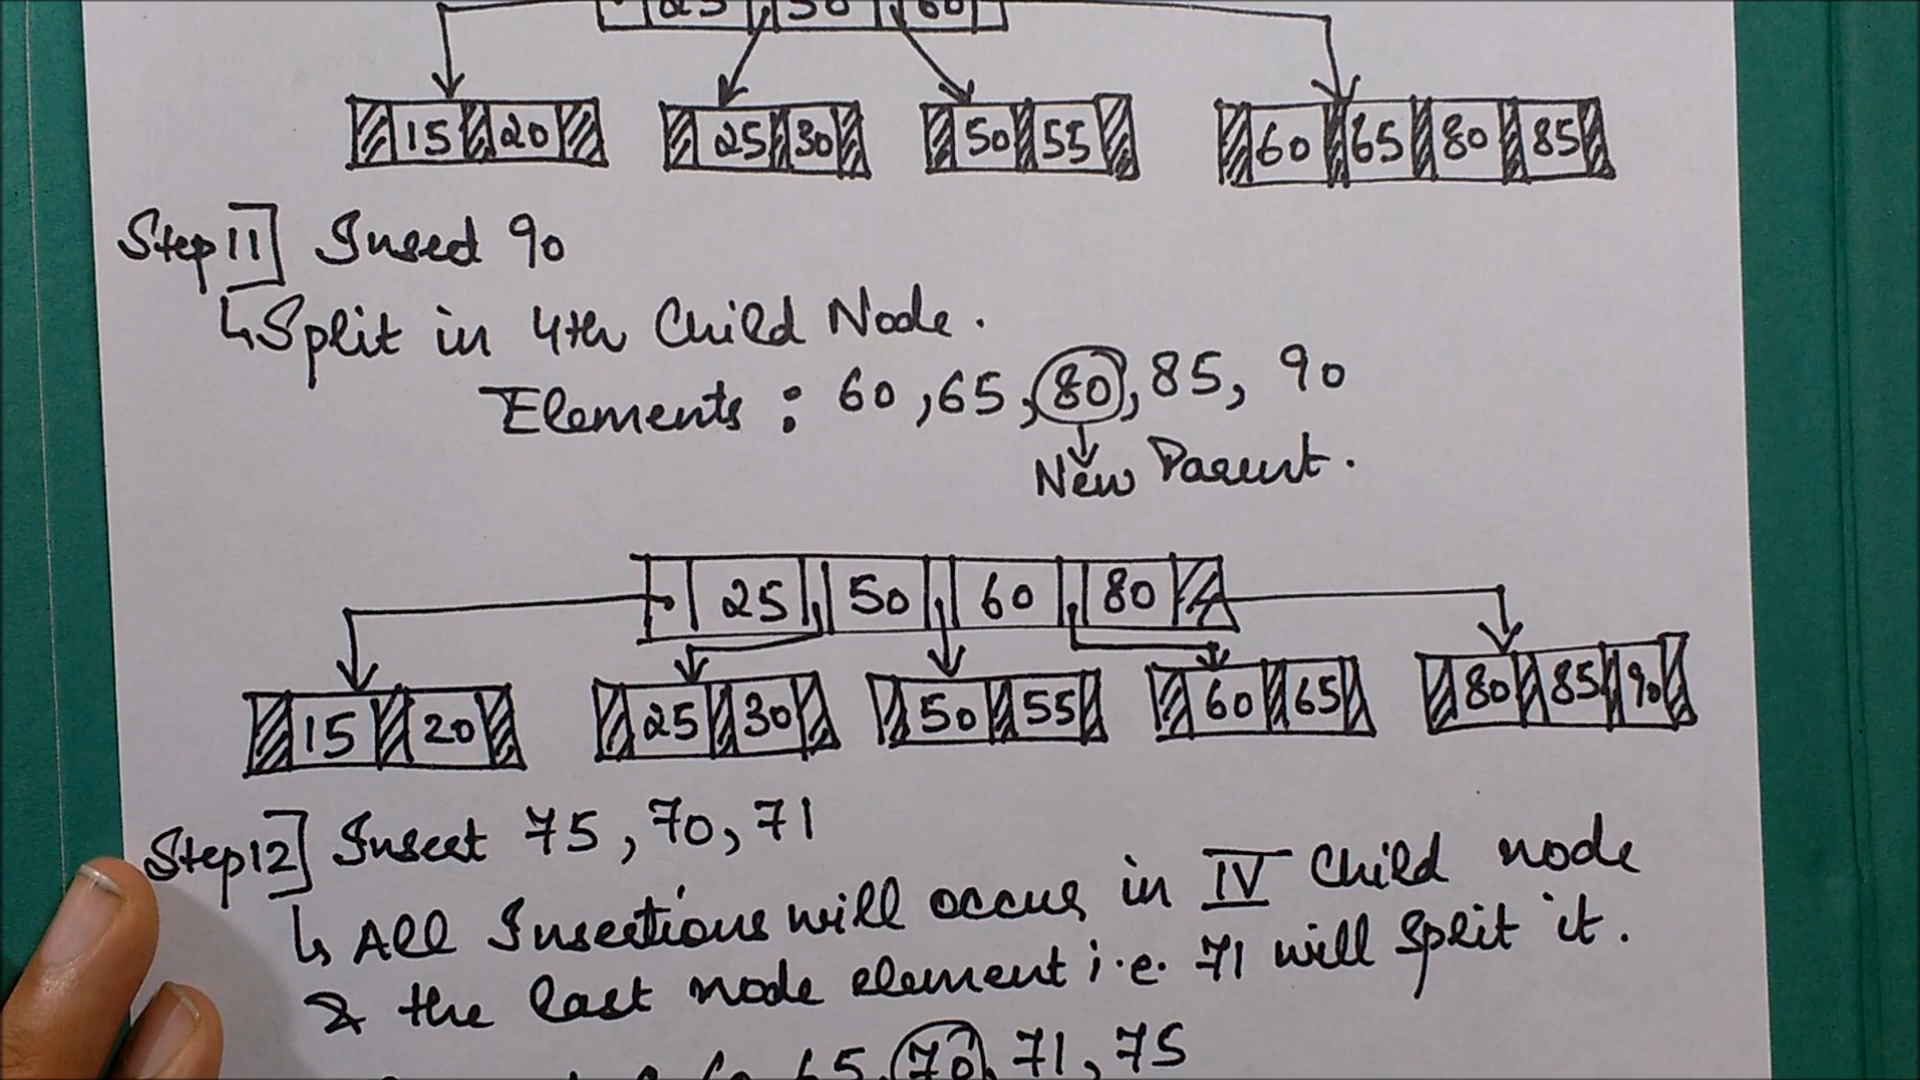 25 50 60
15 20 25 30 50 55 60 65 80 85
Step 11] Insert 90
↳ Split in 4th Child Node.
Elements : 60, 65, 80, 85, 90
New Parent.
25 50 60 80
15 20 25 30 50 55 60 65 80 85 90
Step 12] Insert 75, 70, 71
↳ All Insertions will occur in IV Child node
& the last node element i.e. 71 will split it.
65, 70, 71, 75